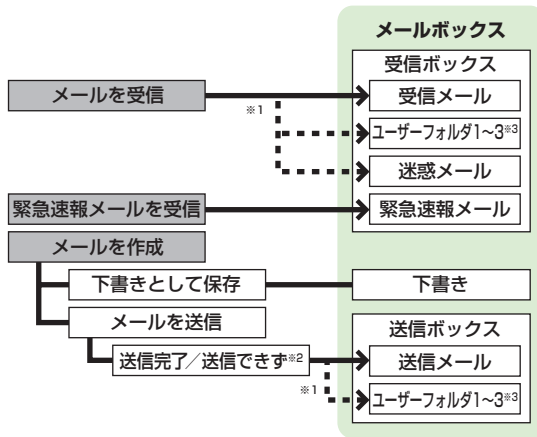 メールボックス
受信ボックス
メールを受信
受信メール
※1
ユーザーフォルダ1~3※3
迷惑メール
緊急速報メールを受信
緊急速報メール
メールを作成
下書きとして保存
下書き
メールを送信
送信ボックス
送信完了/送信できず※2
送信メール
※1
ユーザーフォルダ1~3※3